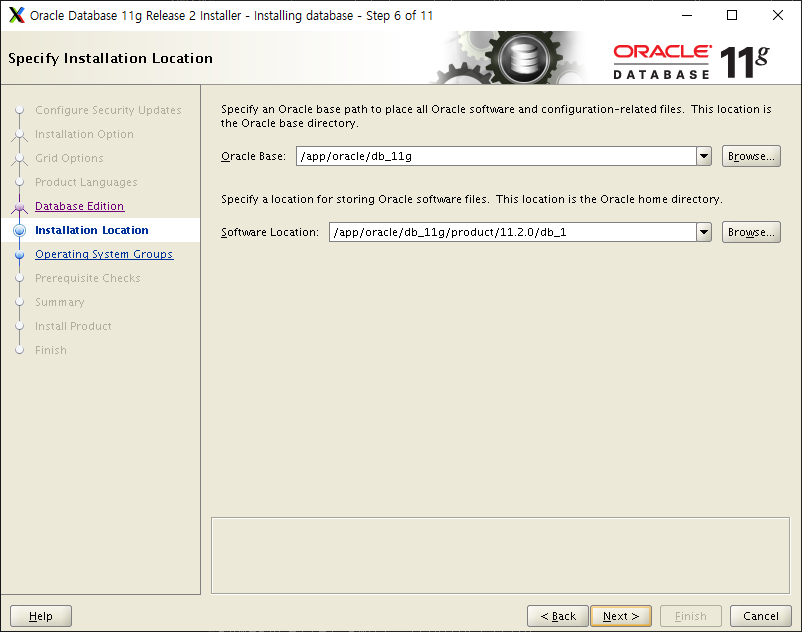 Oracle Database 11g Release 2 Installer - Installing database - Step 6 of 11
Specify Installation Location
ORACLE
DATABASE
11g
Configure Security Updates
Installation Option
Grid Options
Product Languages
Database Edition
Installation Location
Operating System Groups
Prerequisite Checks
Summary
Install Product
Finish
Specify an Oracle base path to place all Oracle software and configuration-related files. This location is
the Oracle base directory.
Oracle Base: /app/oracle/db_11g Browse...
Specify a location for storing Oracle software files. This location is the Oracle home directory.
Software Location: /app/oracle/db_11g/product/11.2.0/db_1 Browse...
Help < Back Next > Finish Cancel